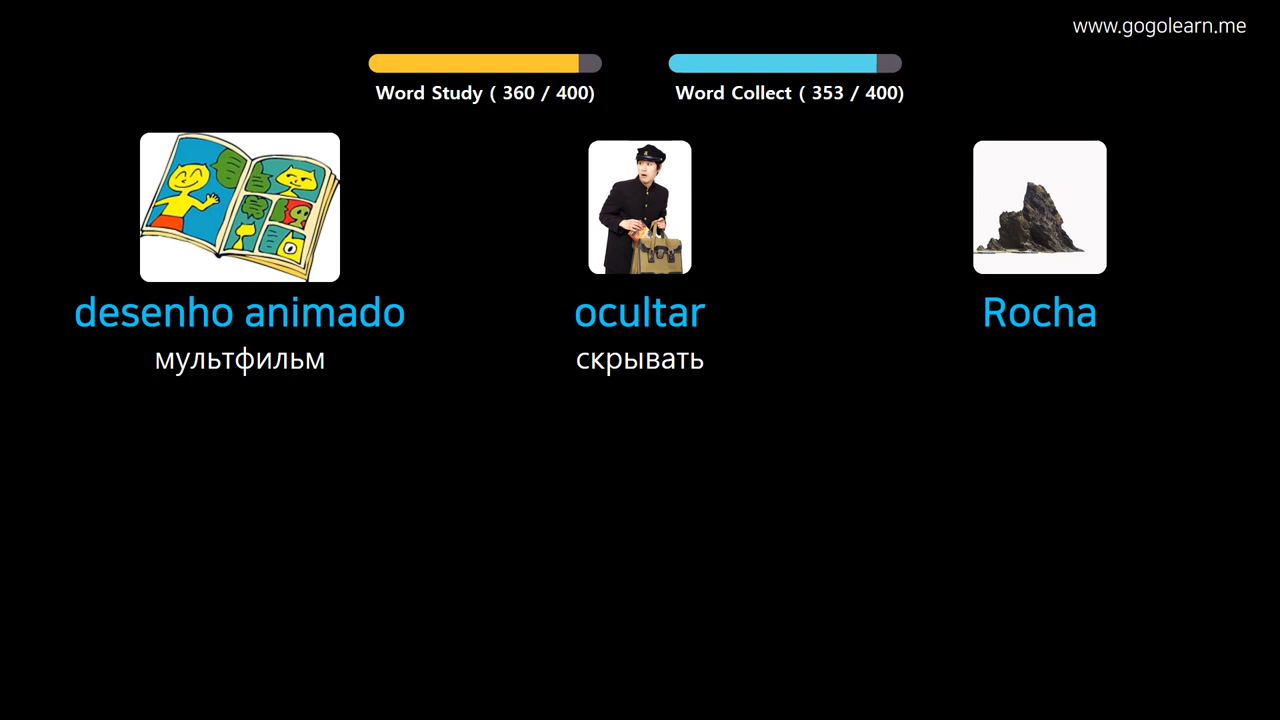 www.gogolearn.me
Word Study ( 360 / 400)
Word Collect ( 353 / 400)
desenho animado
мультфильм
ocultar
скрывать
Rocha